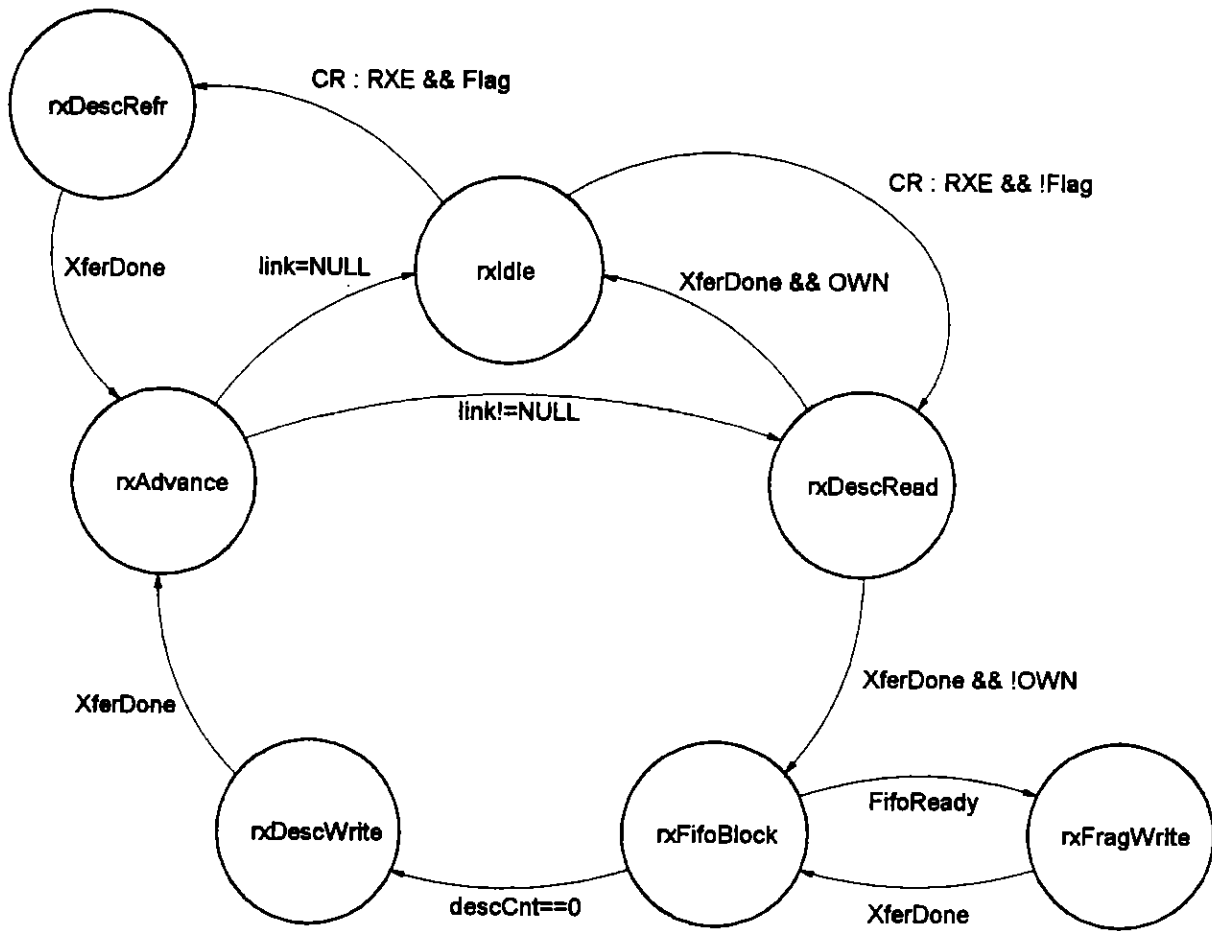 CR : RXE && Flag
rxDescRefr
CR : RXE && !Flag
XferDone
link=NULL
rxIdle
XferDone && OWN
link!=NULL
rxAdvance
rxDescRead
XferDone && !OWN
XferDone
FifoReady
rxDescWrite
rxFifoBlock
rxFragWrite
descCnt==0
XferDone